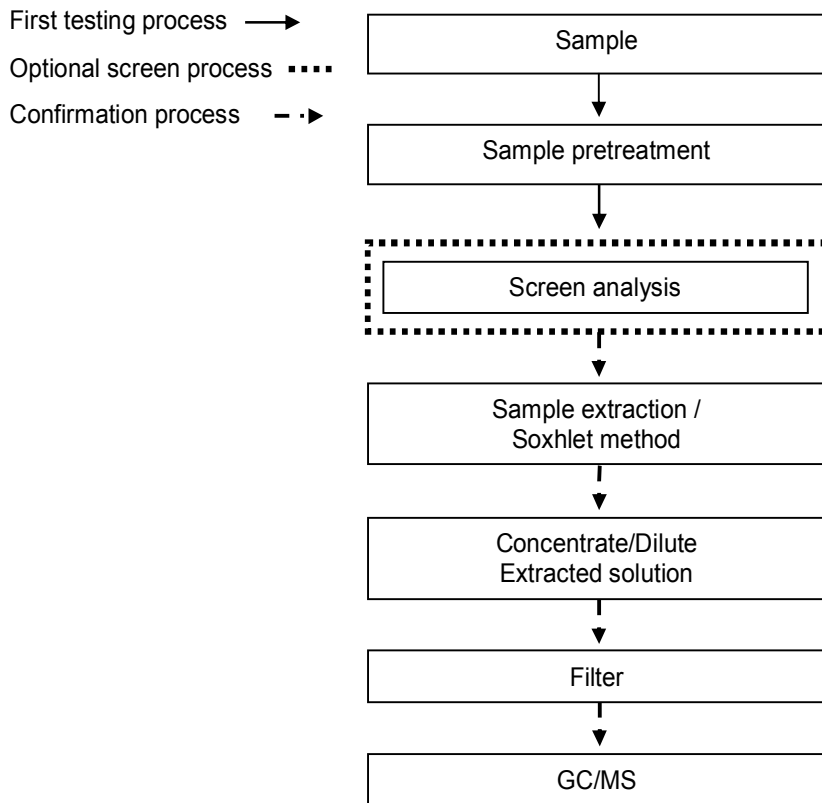 First testing process
Optional screen process
Confirmation process
Sample
Sample pretreatment
Screen analysis
Sample extraction /
Soxhlet method
Concentrate/Dilute
Extracted solution
Filter
GC/MS